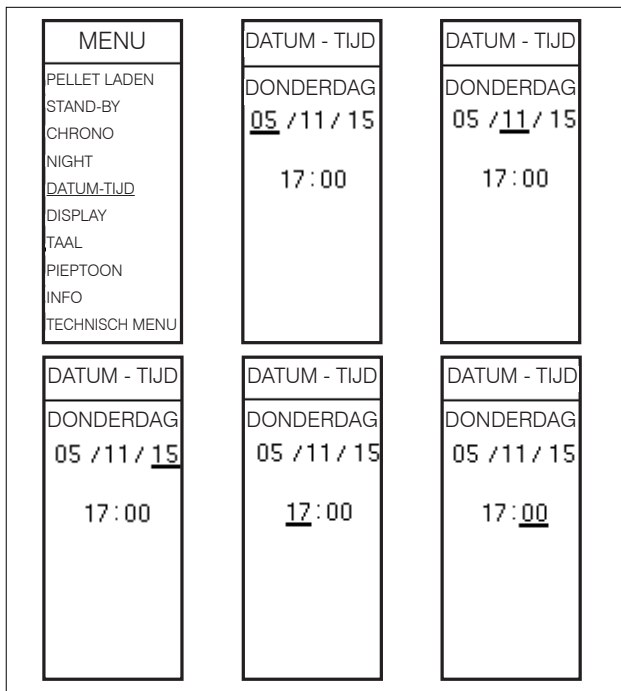 MENU
PELLET LADEN
STAND-BY
CHRONO
NIGHT
DATUM-TIJD
DISPLAY
TAAL
PIEPTOON
INFO
TECHNISCH MENU
DATUM - TIJD
DONDERDAG
05 /11/ 15
17:00
DATUM - TIJD
DONDERDAG
05 /11/ 15
17:00
DATUM - TIJD
DONDERDAG
05 /11/ 15
17:00
DATUM - TIJD
DONDERDAG
05 /11/ 15
17:00
DATUM - TIJD
DONDERDAG
05 /11/ 15
17:00